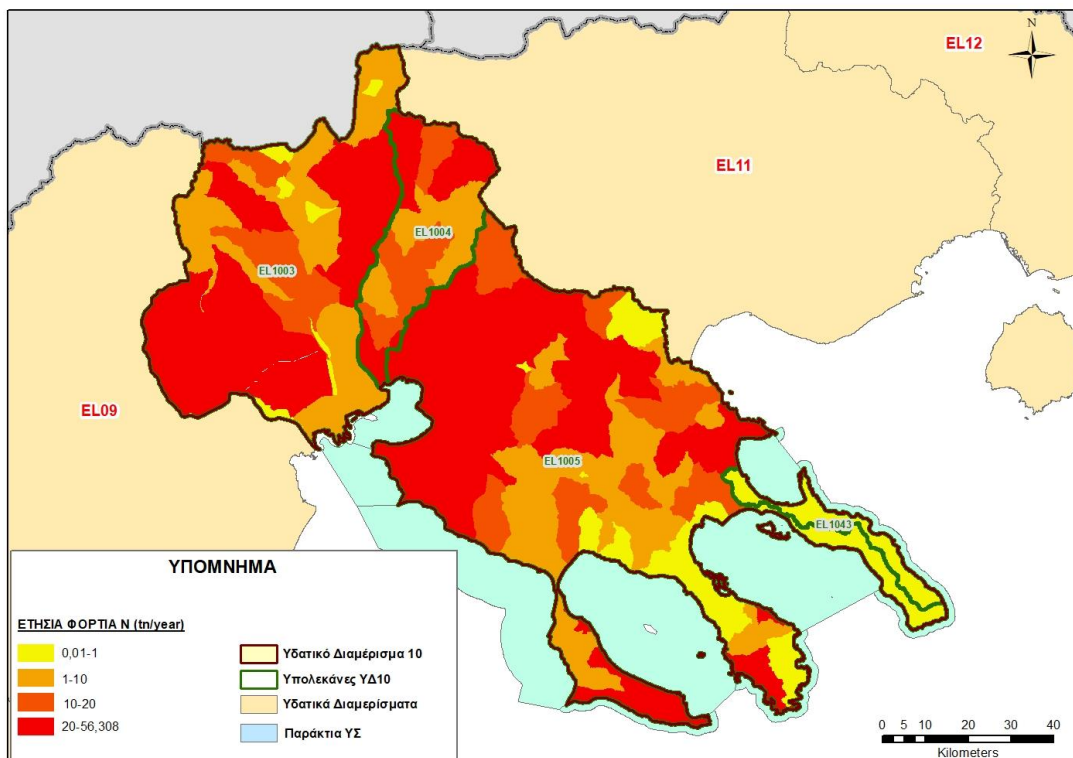 N
EL12
EL11
EL1004
EL1003
EL09
EL1005
EL1043
ΥΠΟΜΝΗΜΑ
ΕΤΗΣΙΑ ΦΟΡΤΙΑ Ν (tn/year)
0,01-1
1-10
10-20
20-56,308
Υδατικό Διαμέρισμα 10
Υπολεκάνες ΥΔ10
Υδατικά Διαμερίσματα
Παράκτια ΥΣ
0 5 10 20 30 40
Kilometers